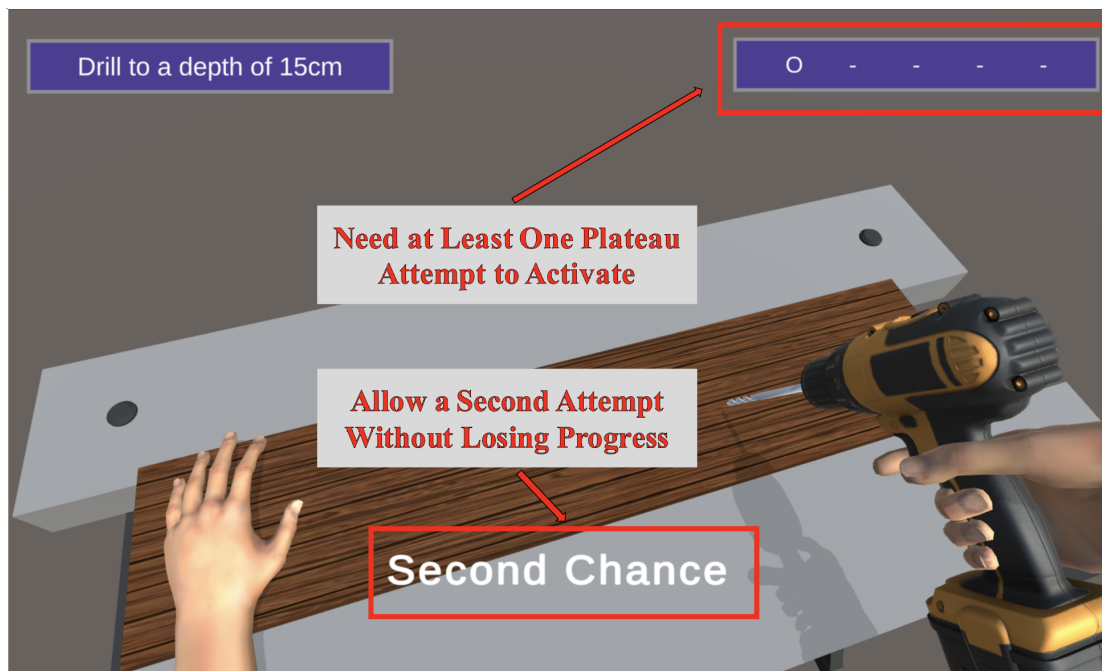 Drill to a depth of 15cm
O - - - -
Need at Least One Plateau
Attempt to Activate
Allow a Second Attempt
Without Losing Progress
Second Chance